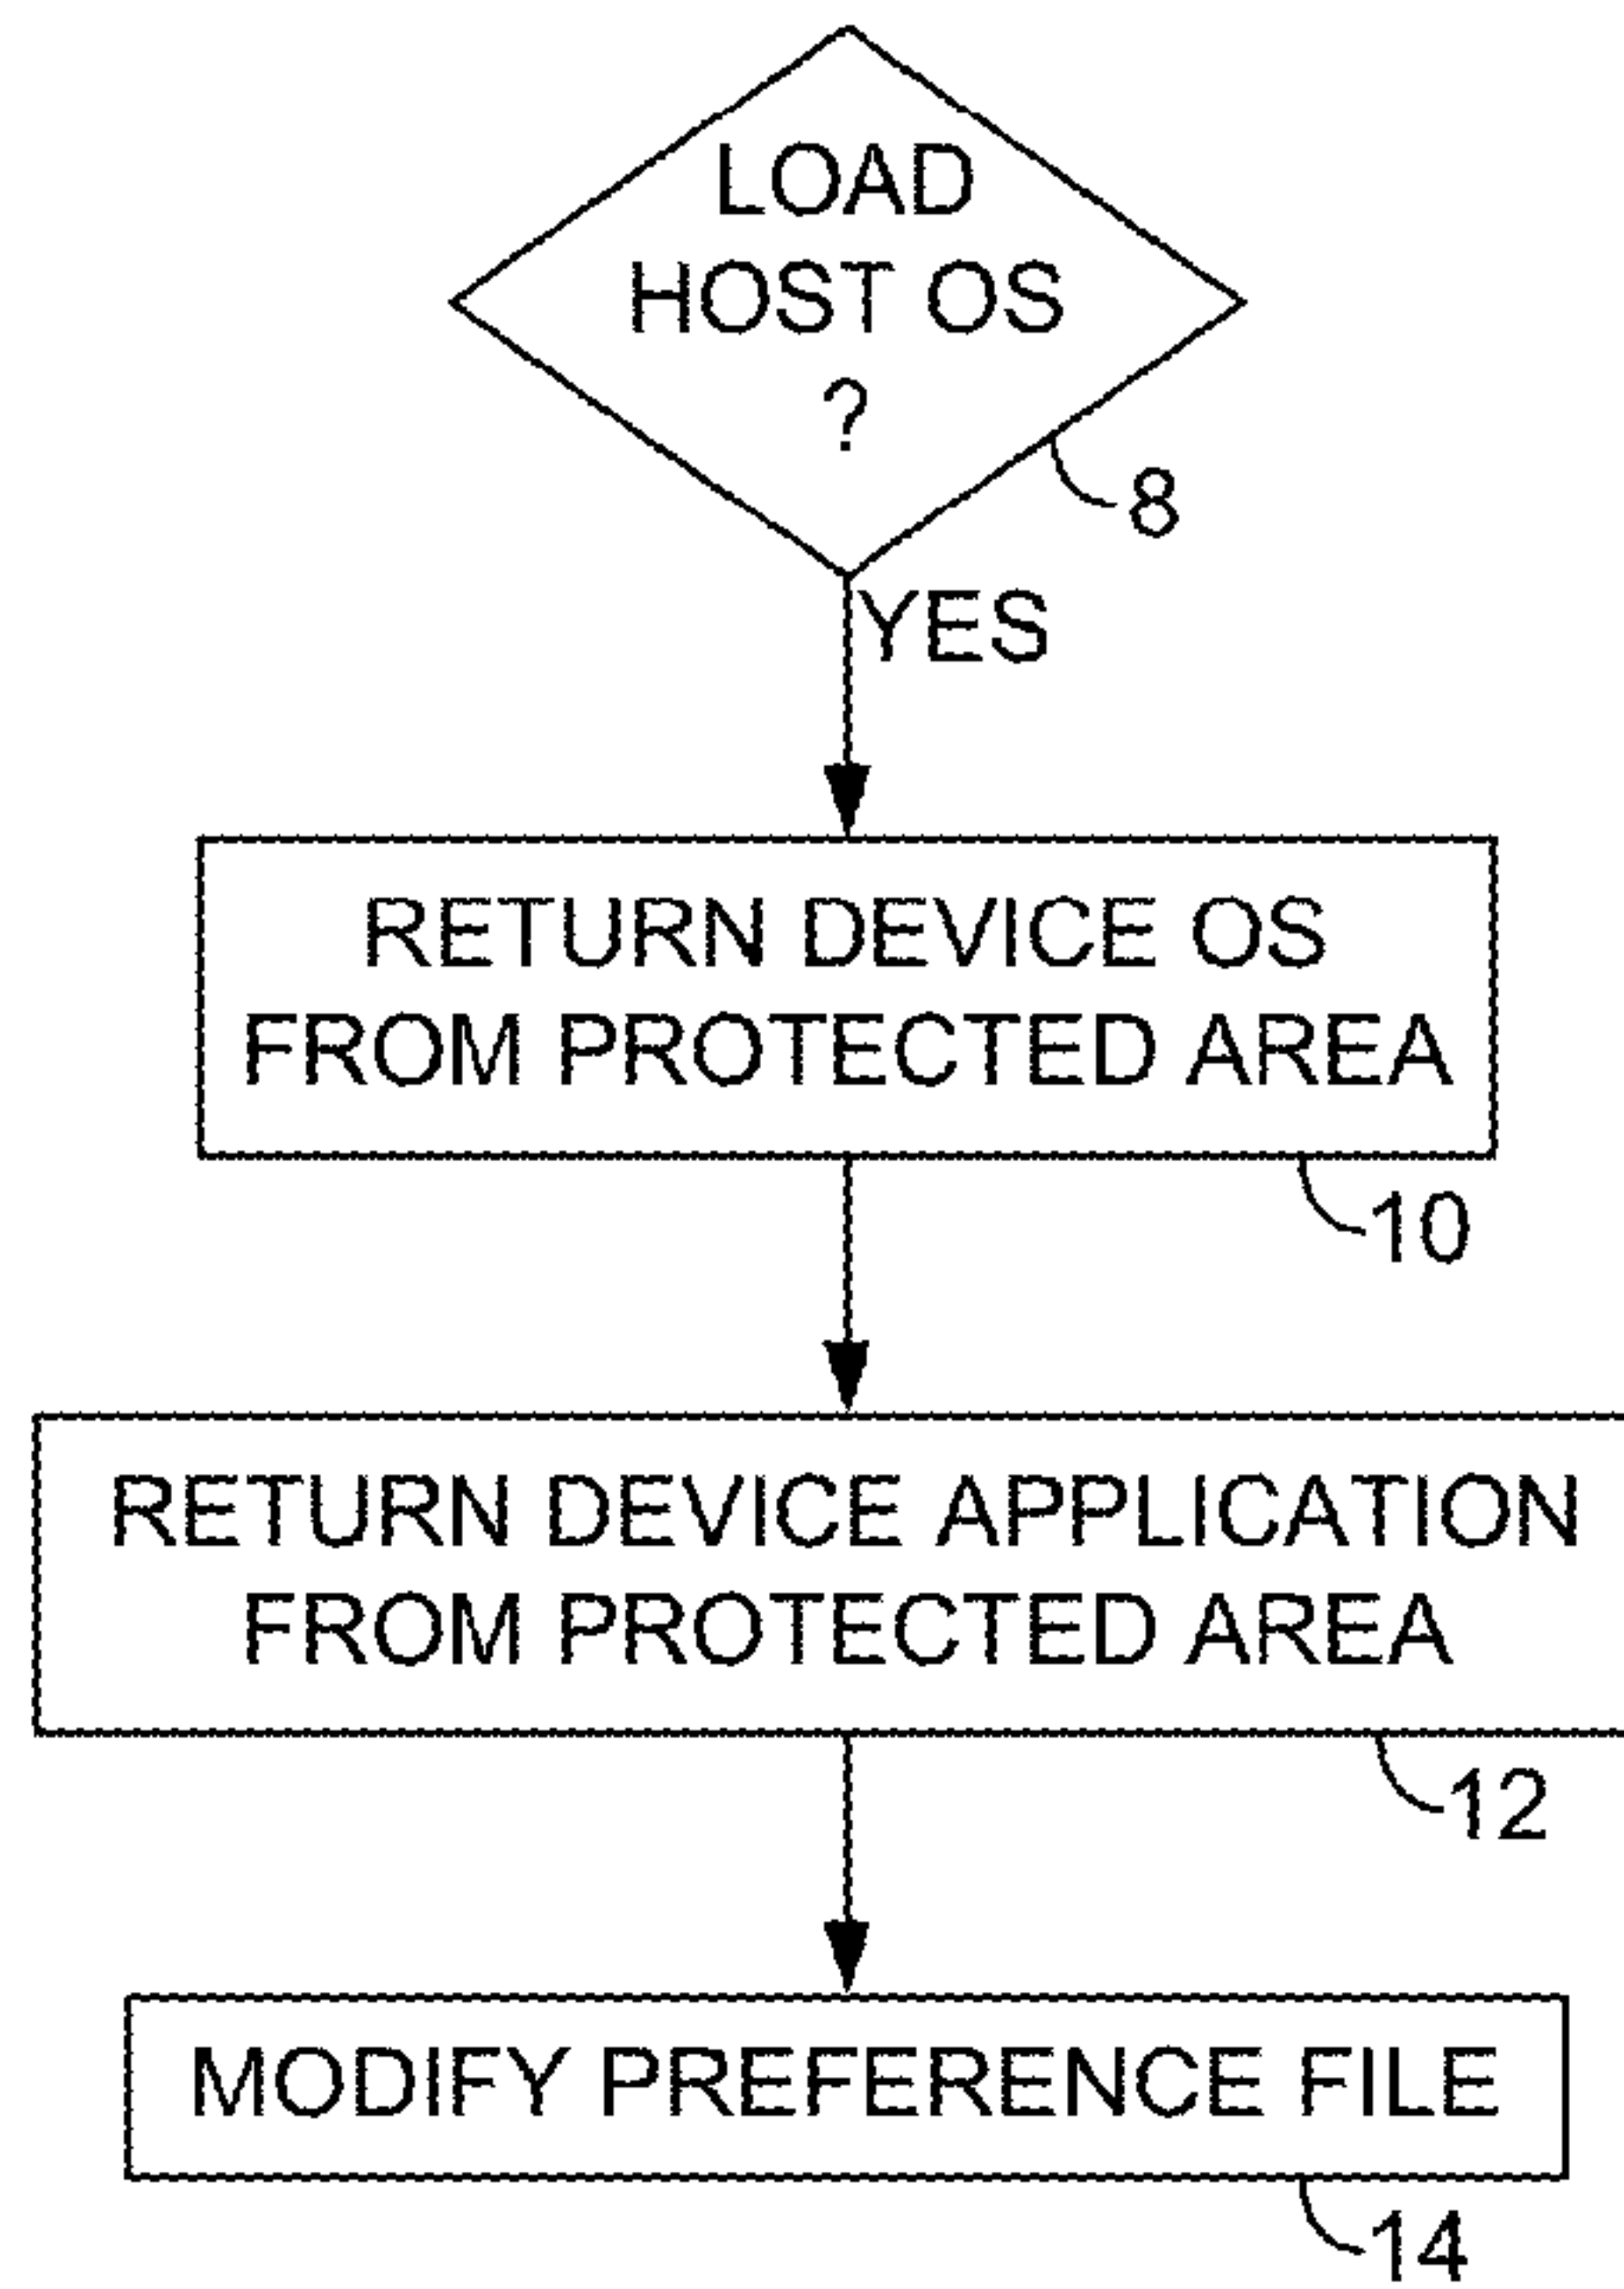 LOAD
HOST OS
?
8
YES
RETURN DEVICE OS
FROM PROTECTED AREA
10
RETURN DEVICE APPLICATION
FROM PROTECTED AREA
12
MODIFY PREFERENCE FILE
14